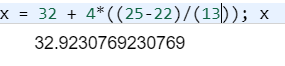 x = 32 + 4*((25-22)/(13)); x
32.9230769230769